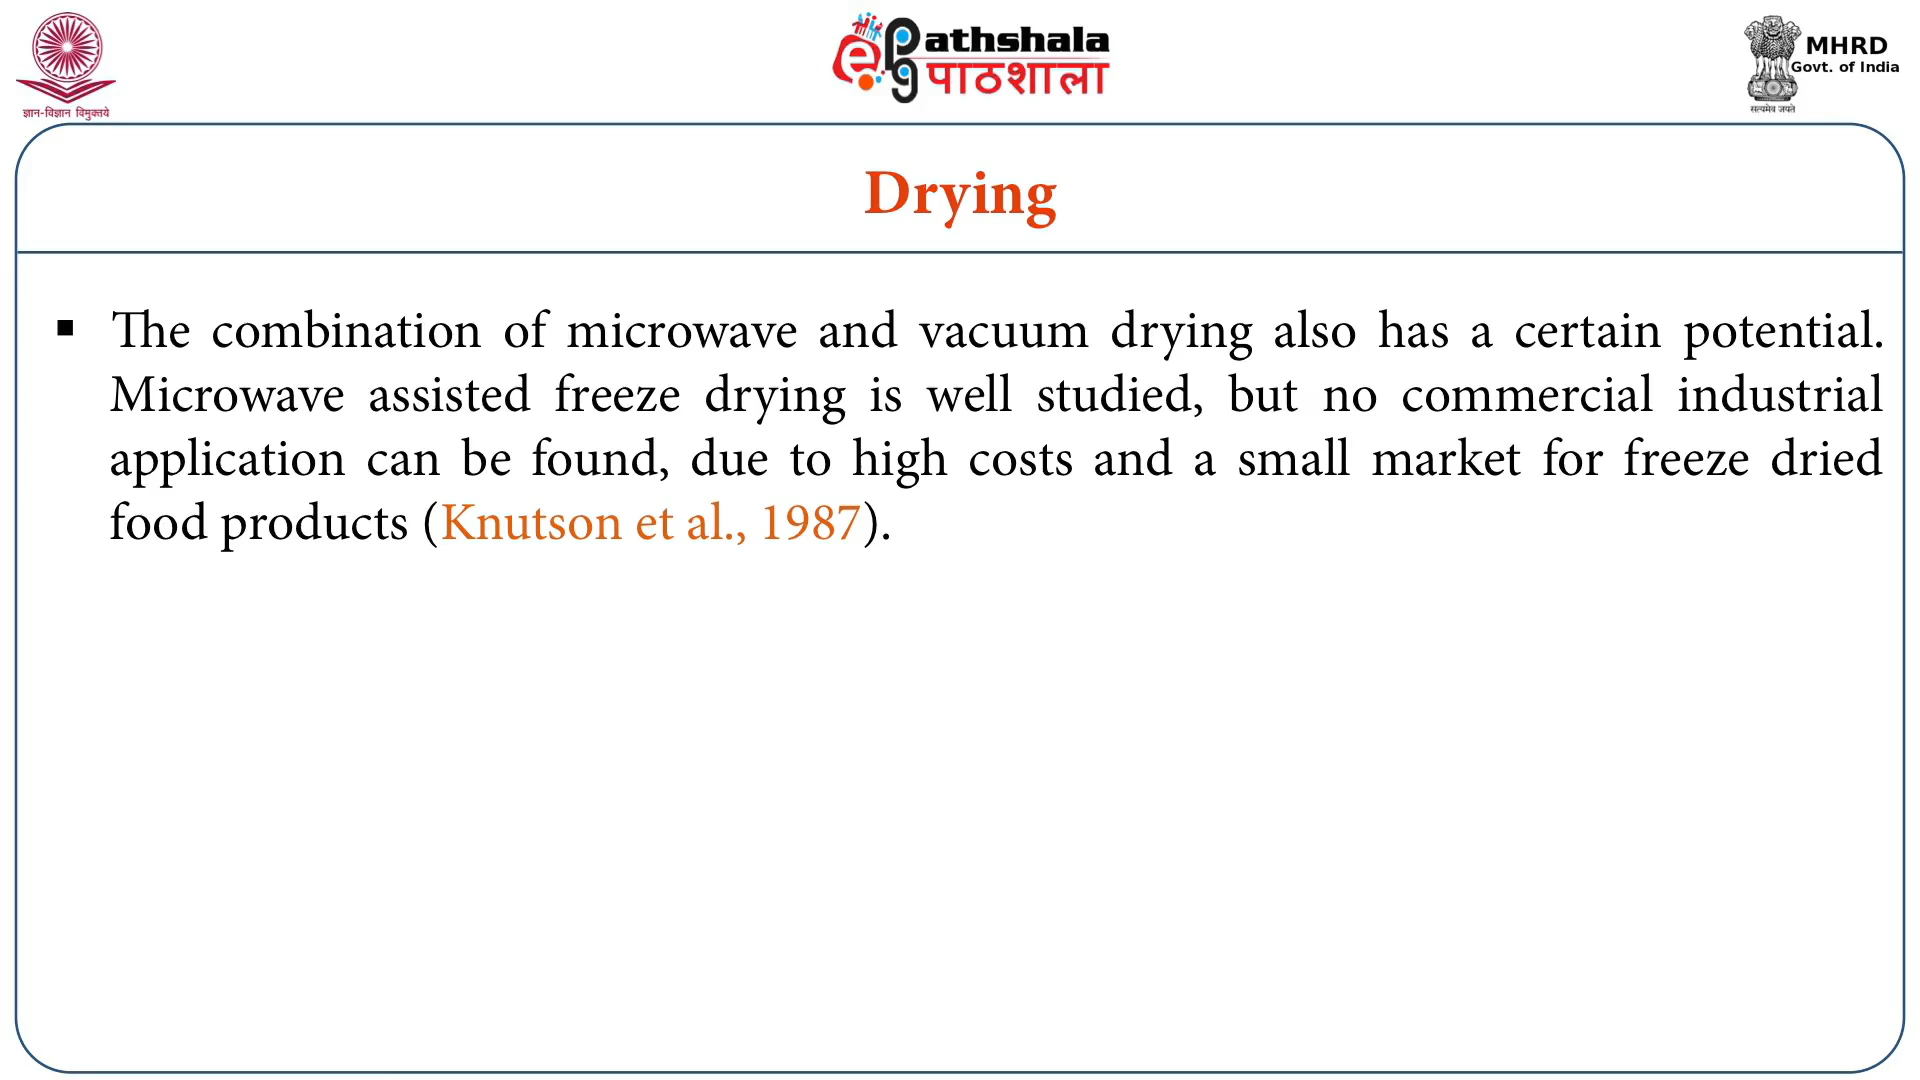 ज्ञान-विज्ञान विमुक्तये
e
pg
Pathshala
पाठशाला
MHRD
Govt. of India
सत्यमेव जयते
Drying
▪ The combination of microwave and vacuum drying also has a certain potential.
Microwave assisted freeze drying is well studied, but no commercial industrial
application can be found, due to high costs and a small market for freeze dried
food products (Knutson et al., 1987).